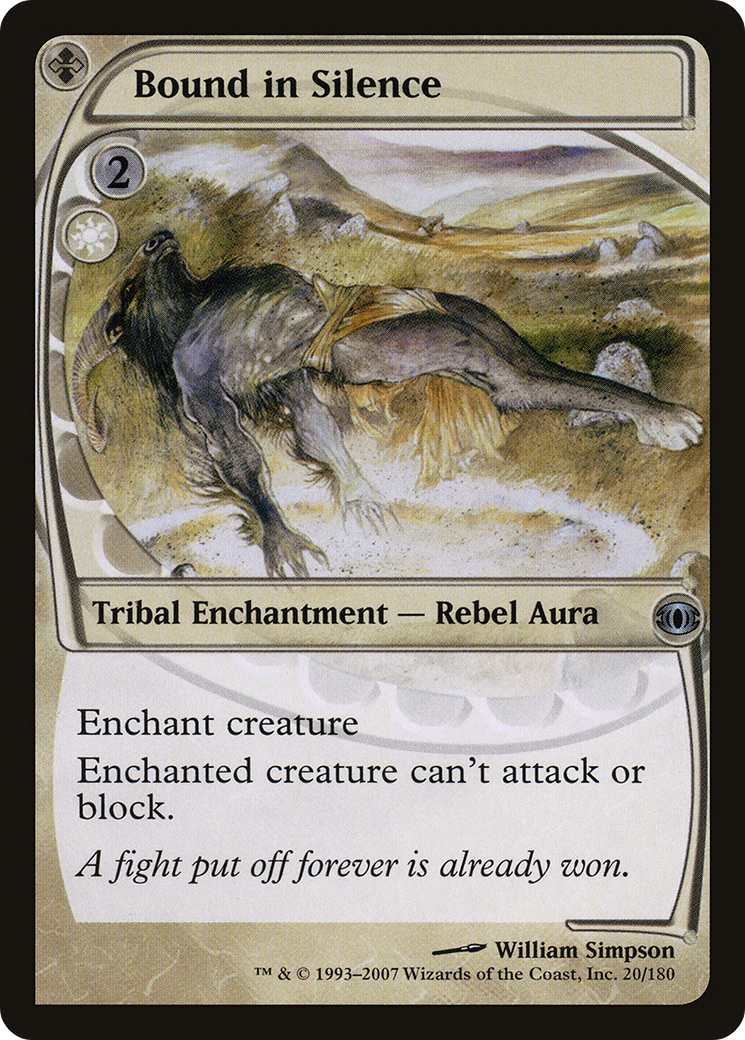 Bound in Silence
2
Tribal Enchantment — Rebel Aura
Enchant creature
Enchanted creature can't attack or
block.
A fight put off forever is already won.
William Simpson
™ & © 1993–2007 Wizards of the Coast, Inc. 20/180